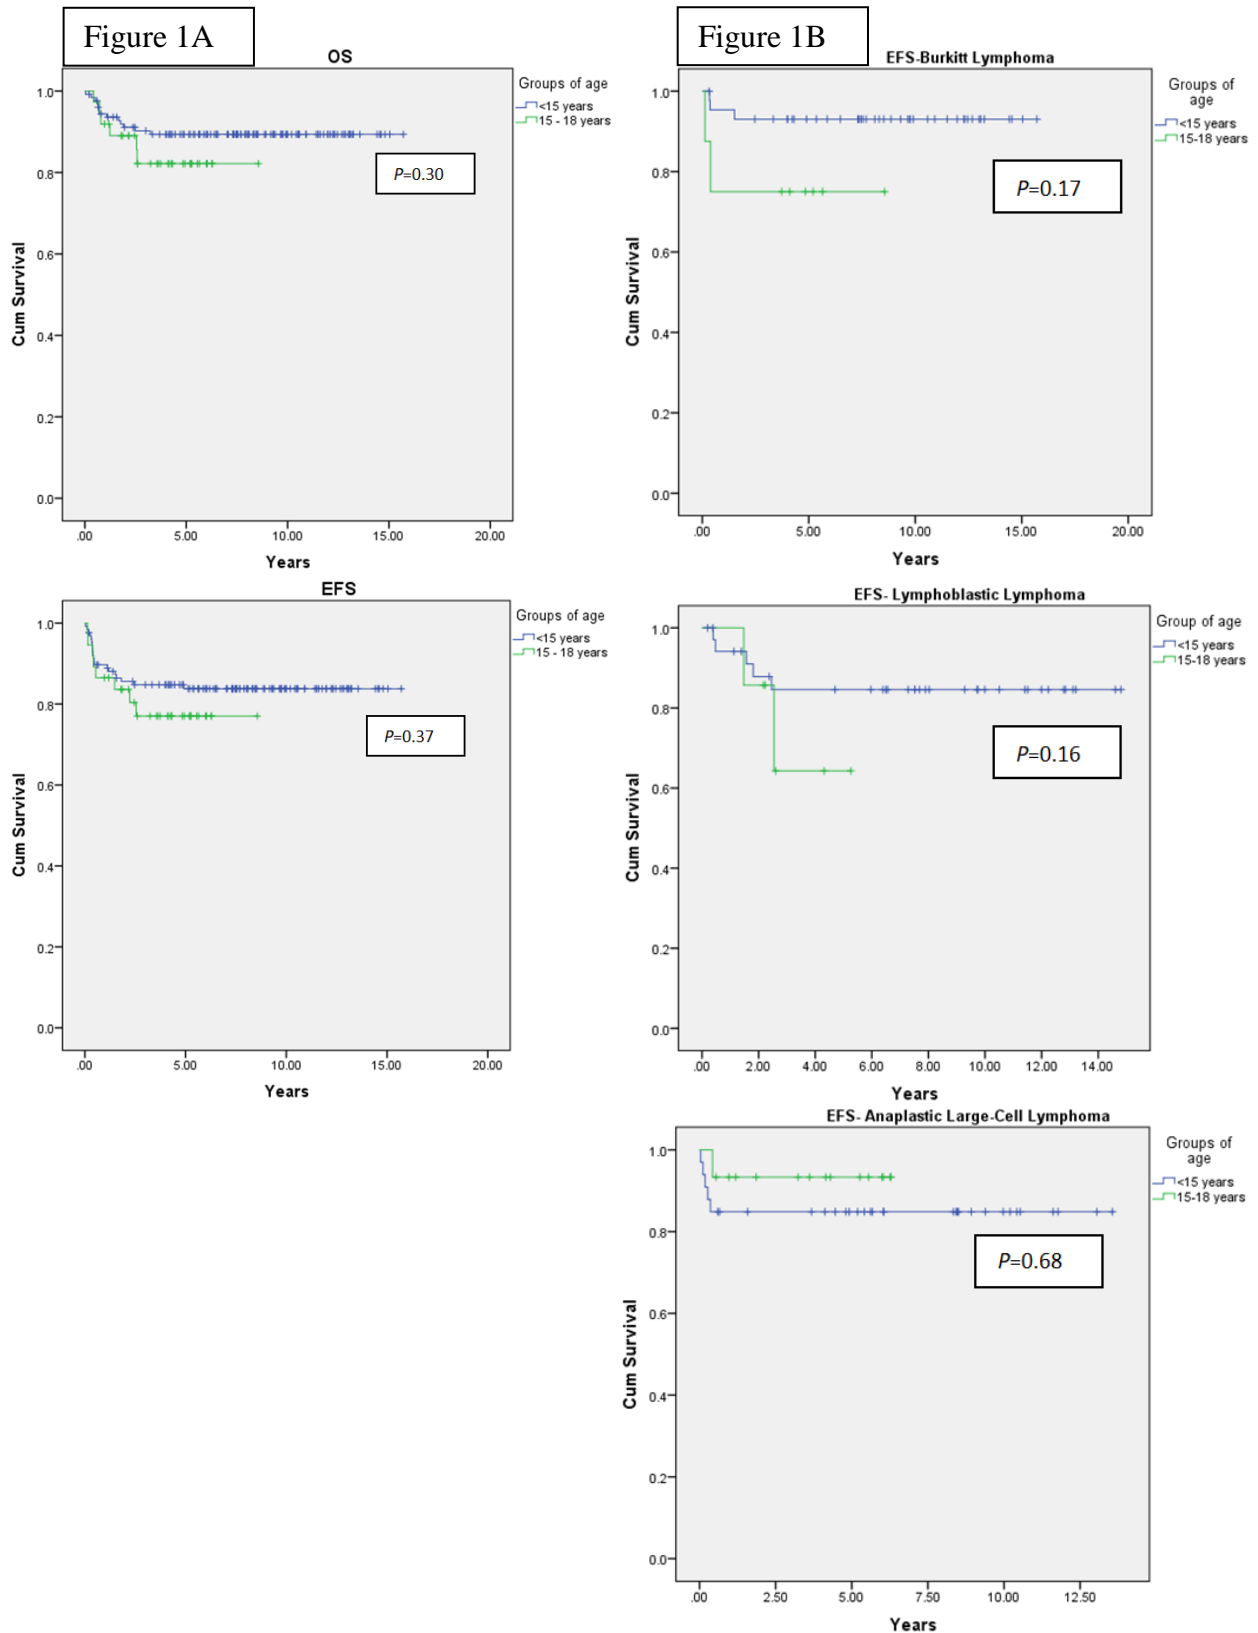 Figure 1A
OS
Groups of age
<15 years
15 - 18 years
1.0
0.8
0.6
0.4
0.2
0.0
P=0.30
Cum Survival
.00 5.00 10.00 15.00 20.00
Years
EFS
Groups of age
<15 years
15 - 18 years
1.0
0.8
0.6
0.4
0.2
0.0
P=0.37
Cum Survival
.00 5.00 10.00 15.00 20.00
Years
Figure 1B
EFS-Burkitt Lymphoma
Groups of
age
<15 years
15-18 years
1.0
0.8
0.6
0.4
0.2
0.0
P=0.17
Cum Survival
.00 5.00 10.00 15.00 20.00
Years
EFS- Lymphoblastic Lymphoma
Group of age
<15 years
15-18 years
1.0
0.8
0.6
0.4
0.2
0.0
P=0.16
Cum Survival
.00 2.00 4.00 6.00 8.00 10.00 12.00 14.00
Years
EFS- Anaplastic Large-Cell Lymphoma
Groups of
age
<15 years
15-18 years
1.0
0.8
0.6
0.4
0.2
0.0
P=0.68
Cum Survival
.00 2.50 5.00 7.50 10.00 12.50
Years